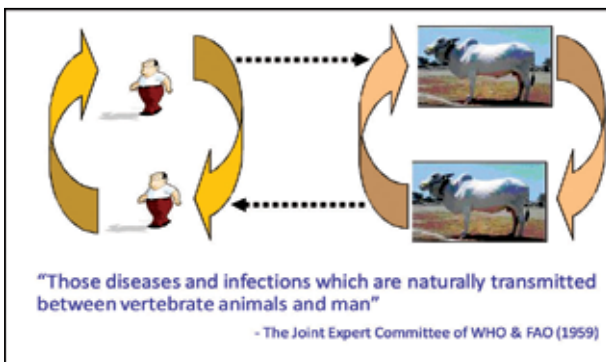 “Those diseases and infections which are naturally transmitted
between vertebrate animals and man”
- The Joint Expert Committee of WHO & FAO (1959)